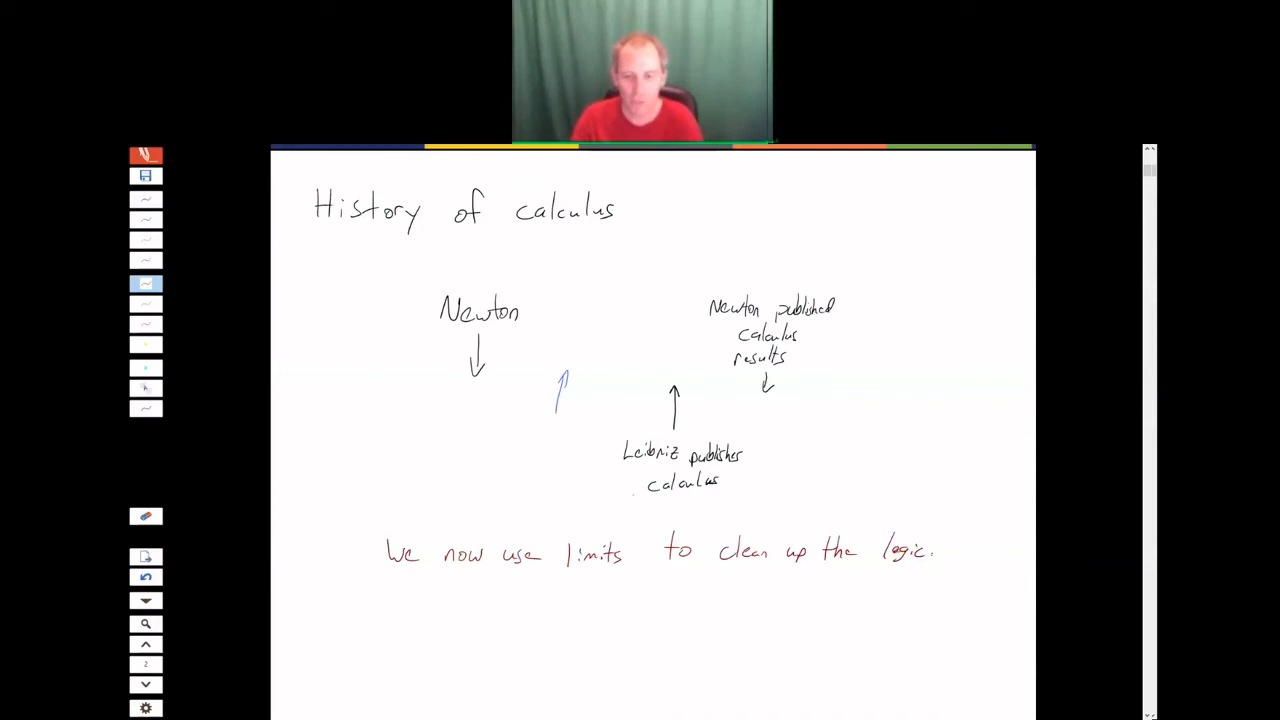 History of calculus
Newton
Newton published
calculus
results
Leibniz publishes
calculus
We now use limits to clean up the logic.
2